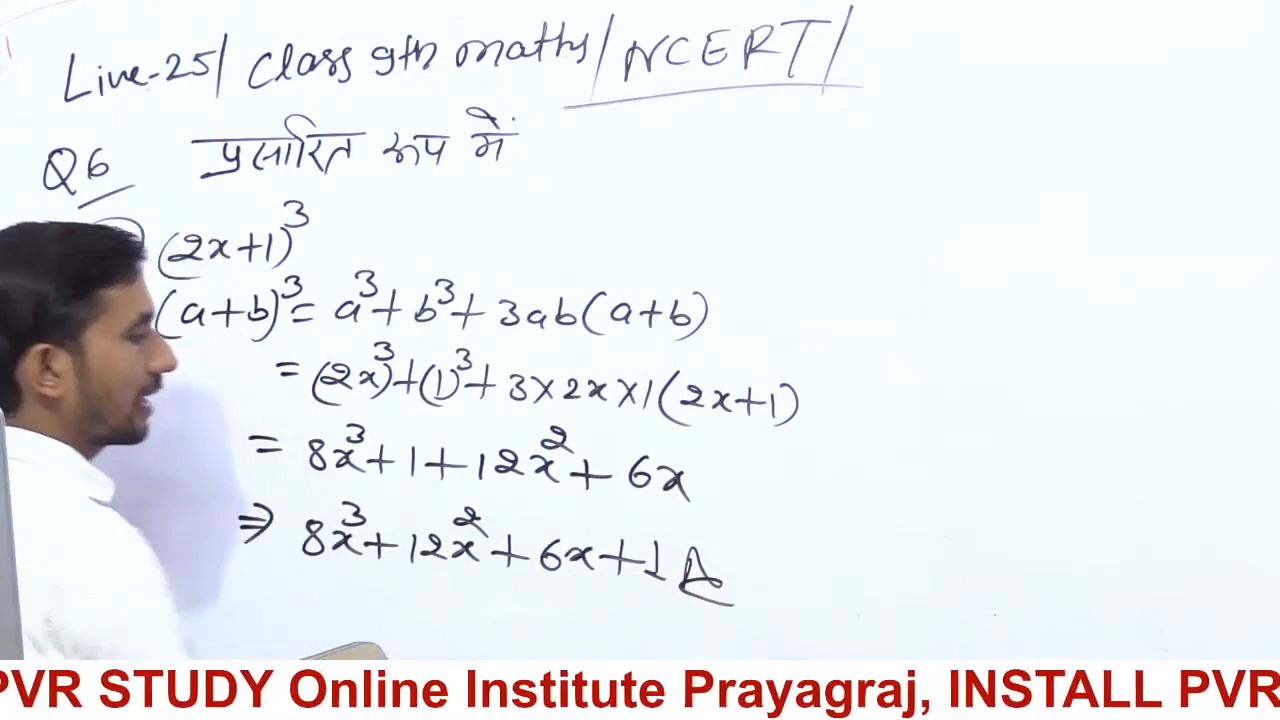 Live-25/ Class 9th maths/NCERT/
Q6 प्रसारित रूप में
(2x+1)³
(a+b)³ = a³+b³+3ab(a+b)
= (2x)³+(1)³+3×2x×1(2x+1)
= 8x³+1+12x²+6x
⇒ 8x³+12x²+6x+1 A
PVR STUDY Online Institute Prayagraj, INSTALL PVR